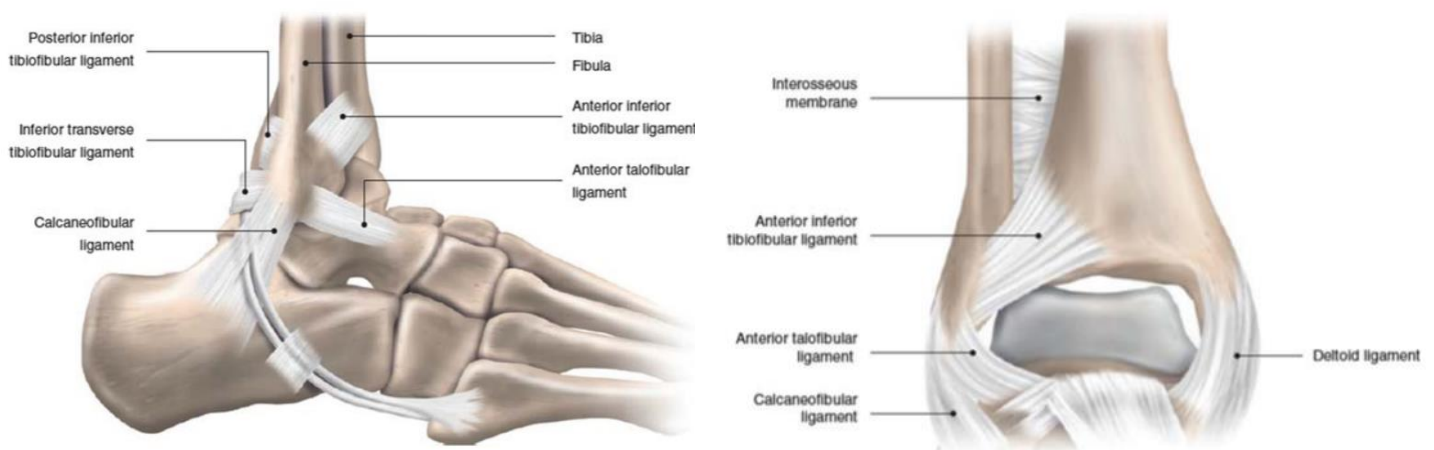 Posterior inferior
tibiofibular ligament
Inferior transverse
tibiofibular ligament
Calcaneofibular
ligament
Tibia
Fibula
Anterior inferior
tibiofibular ligament
Anterior talofibular
ligament
Interosseous
membrane
Anterior inferior
tibiofibular ligament
Anterior talofibular
ligament
Calcaneofibular
ligament
Deltoid ligament